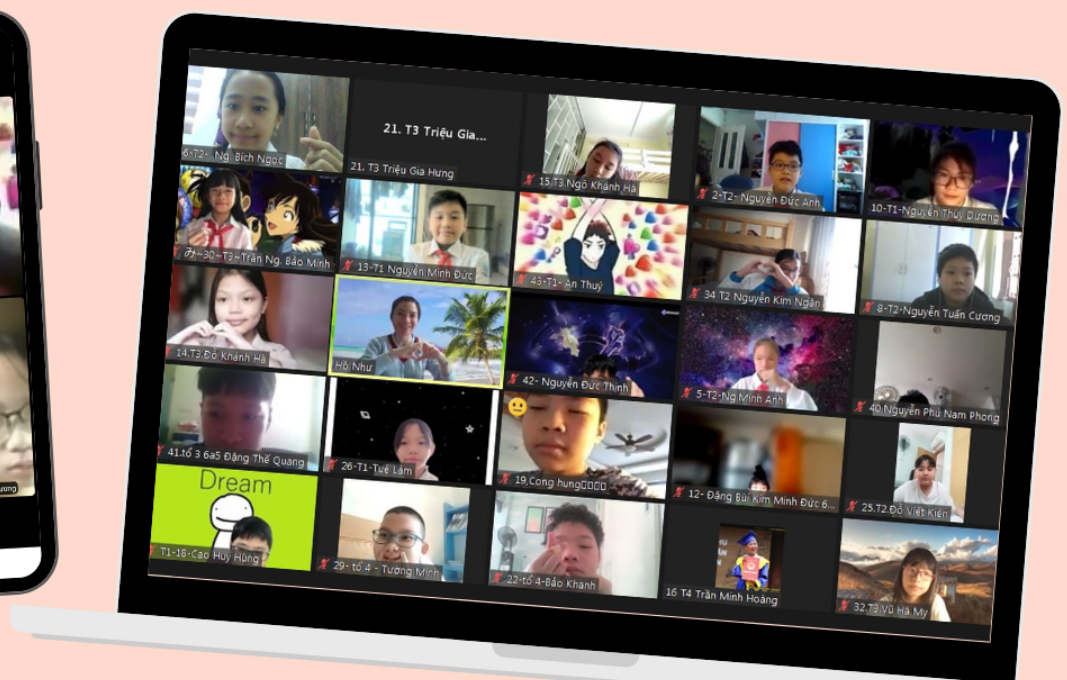 6-T2- .Ng. Bích Ngọc
21. T3 Triệu Gia...
21. T3 Triệu Gia Hưng
15.T3.Ngô Khánh Hà
2-T2- Nguyễn Đức Anh
10-T1-Nguyễn Thùy Dương
み~30~T3~Trần Ng. Bảo Minh
13-T1 Nguyễn Minh Đức
43-T1- An Thuý
34 T2 Nguyễn Kim Ngân
8-T2-Nguyễn Tuấn Cương
14.T3.Đỗ Khánh Hà
Hồ Như
42- Nguyễn Đức Thịnh
5-T2-Ng Minh Anh
40.Nguyễn Phú Nam Phong
41.tổ 3 6a5 Đặng Thế Quang
26-T1-Tuệ Lâm
19,Cong hung
12- Đặng Bùi Kim Minh Đức 6...
25.T2.Đỗ Viết Kiên
Dream
T1-18-Cao Huy Hùng
29- tổ 4 - Tường Minh
22-tổ 4-Bảo Khanh
16 T4 Trần Minh Hoàng
32.T3.Vũ Hà My